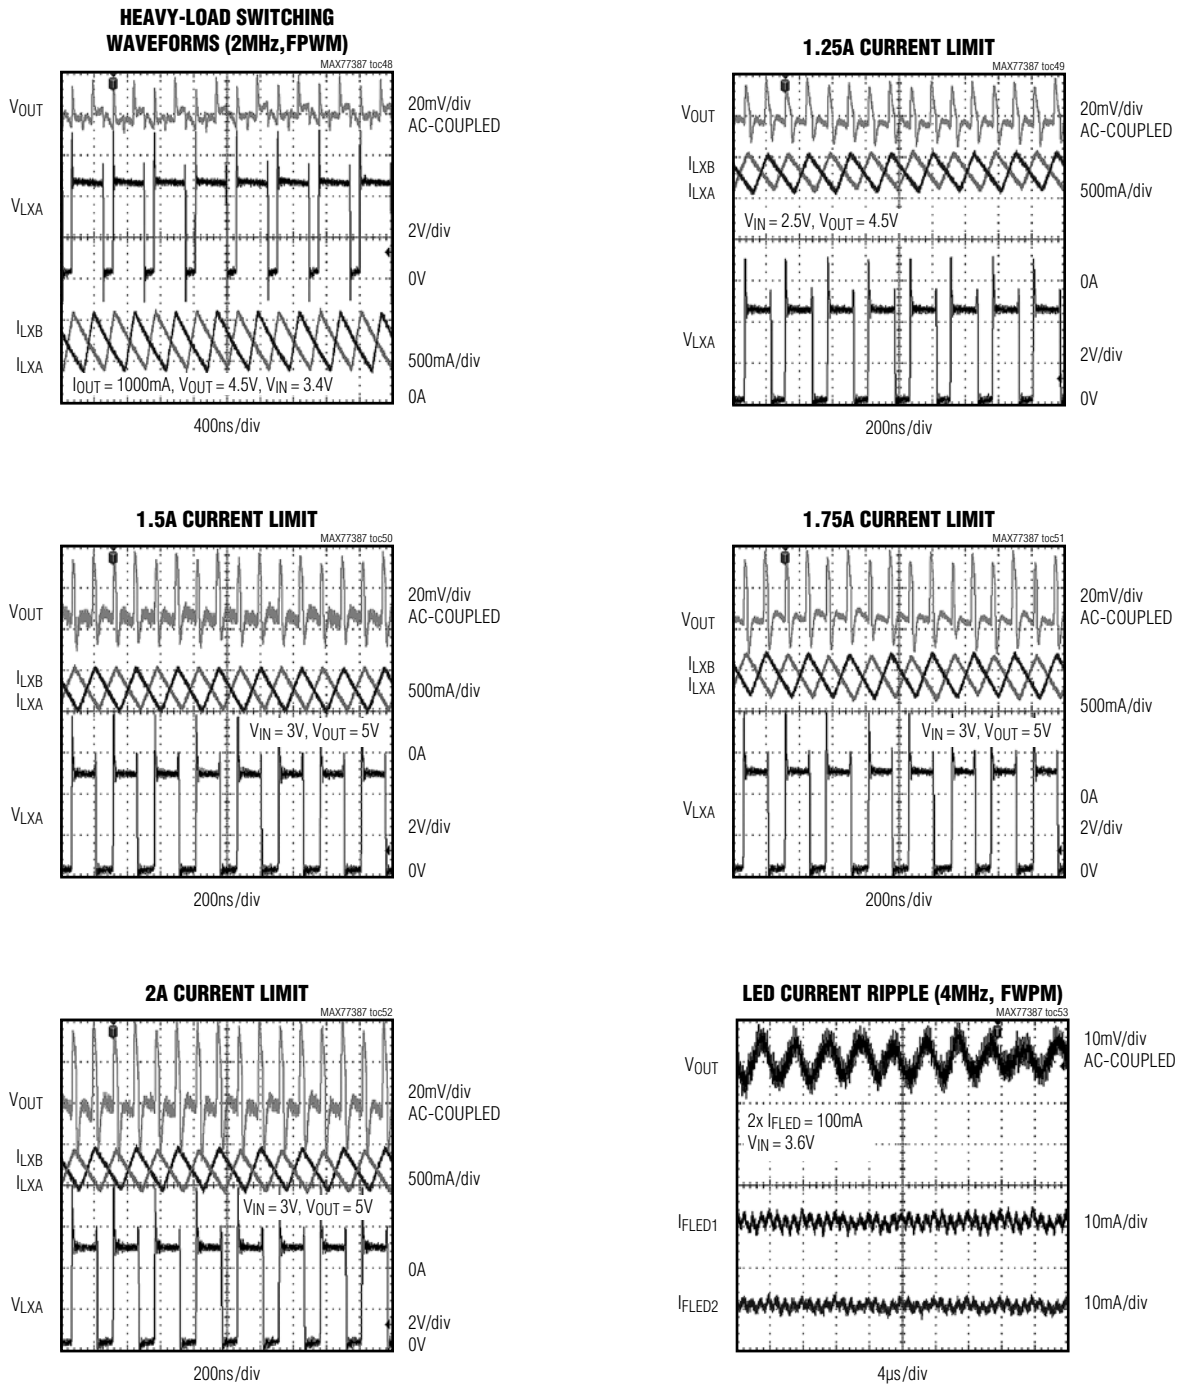 HEAVY-LOAD SWITCHING
WAVEFORMS (2MHz,FPWM)
MAX77387 toc48
VOUT
20mV/div
AC-COUPLED
VLXA
2V/div
0V
ILXB
ILXA
500mA/div
IOUT = 1000mA, VOUT = 4.5V, VIN = 3.4V
0A
400ns/div
1.25A CURRENT LIMIT
MAX77387 toc49
VOUT
20mV/div
AC-COUPLED
ILXB
ILXA
500mA/div
VIN = 2.5V, VOUT = 4.5V
0A
VLXA
2V/div
0V
200ns/div
1.5A CURRENT LIMIT
MAX77387 toc50
VOUT
20mV/div
AC-COUPLED
ILXB
ILXA
500mA/div
VIN = 3V, VOUT = 5V
0A
VLXA
2V/div
0V
200ns/div
1.75A CURRENT LIMIT
MAX77387 toc51
VOUT
20mV/div
AC-COUPLED
ILXB
ILXA
500mA/div
VIN = 3V, VOUT = 5V
0A
VLXA
2V/div
0V
200ns/div
2A CURRENT LIMIT
MAX77387 toc52
VOUT
20mV/div
AC-COUPLED
ILXB
ILXA
500mA/div
VIN = 3V, VOUT = 5V
0A
VLXA
2V/div
0V
200ns/div
LED CURRENT RIPPLE (4MHz, FWPM)
MAX77387 toc53
VOUT
10mV/div
AC-COUPLED
2x IFLED = 100mA
VIN = 3.6V
IFLED1
10mA/div
IFLED2
10mA/div
4µs/div